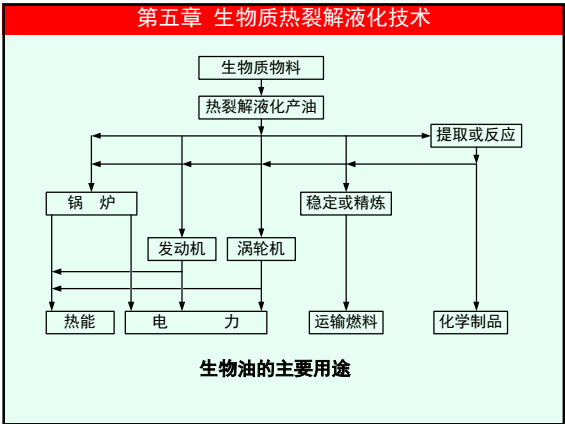 第五章 生物质热裂解液化技术
生物质物料
热裂解液化产油
提取或反应
锅 炉
稳定或精炼
发动机
涡轮机
热能
电 力
运输燃料
化学制品
生物油的主要用途